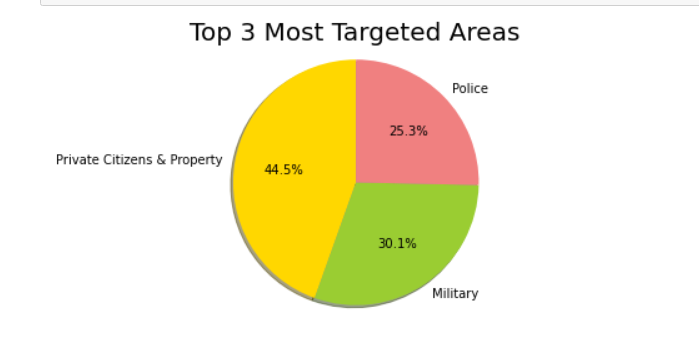 Top 3 Most Targeted Areas
Police
25.3%
Private Citizens & Property
44.5%
30.1%
Military